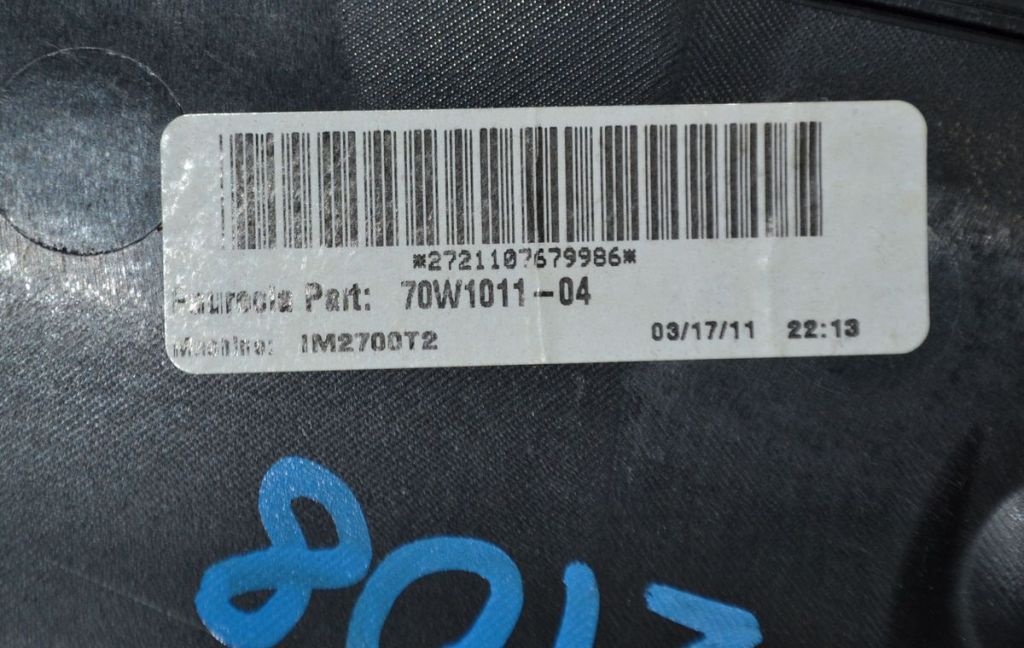 *2721107679986*
Faurecia Part: 70W1011-04
Machine: IM2700T2 03/17/11 22:13